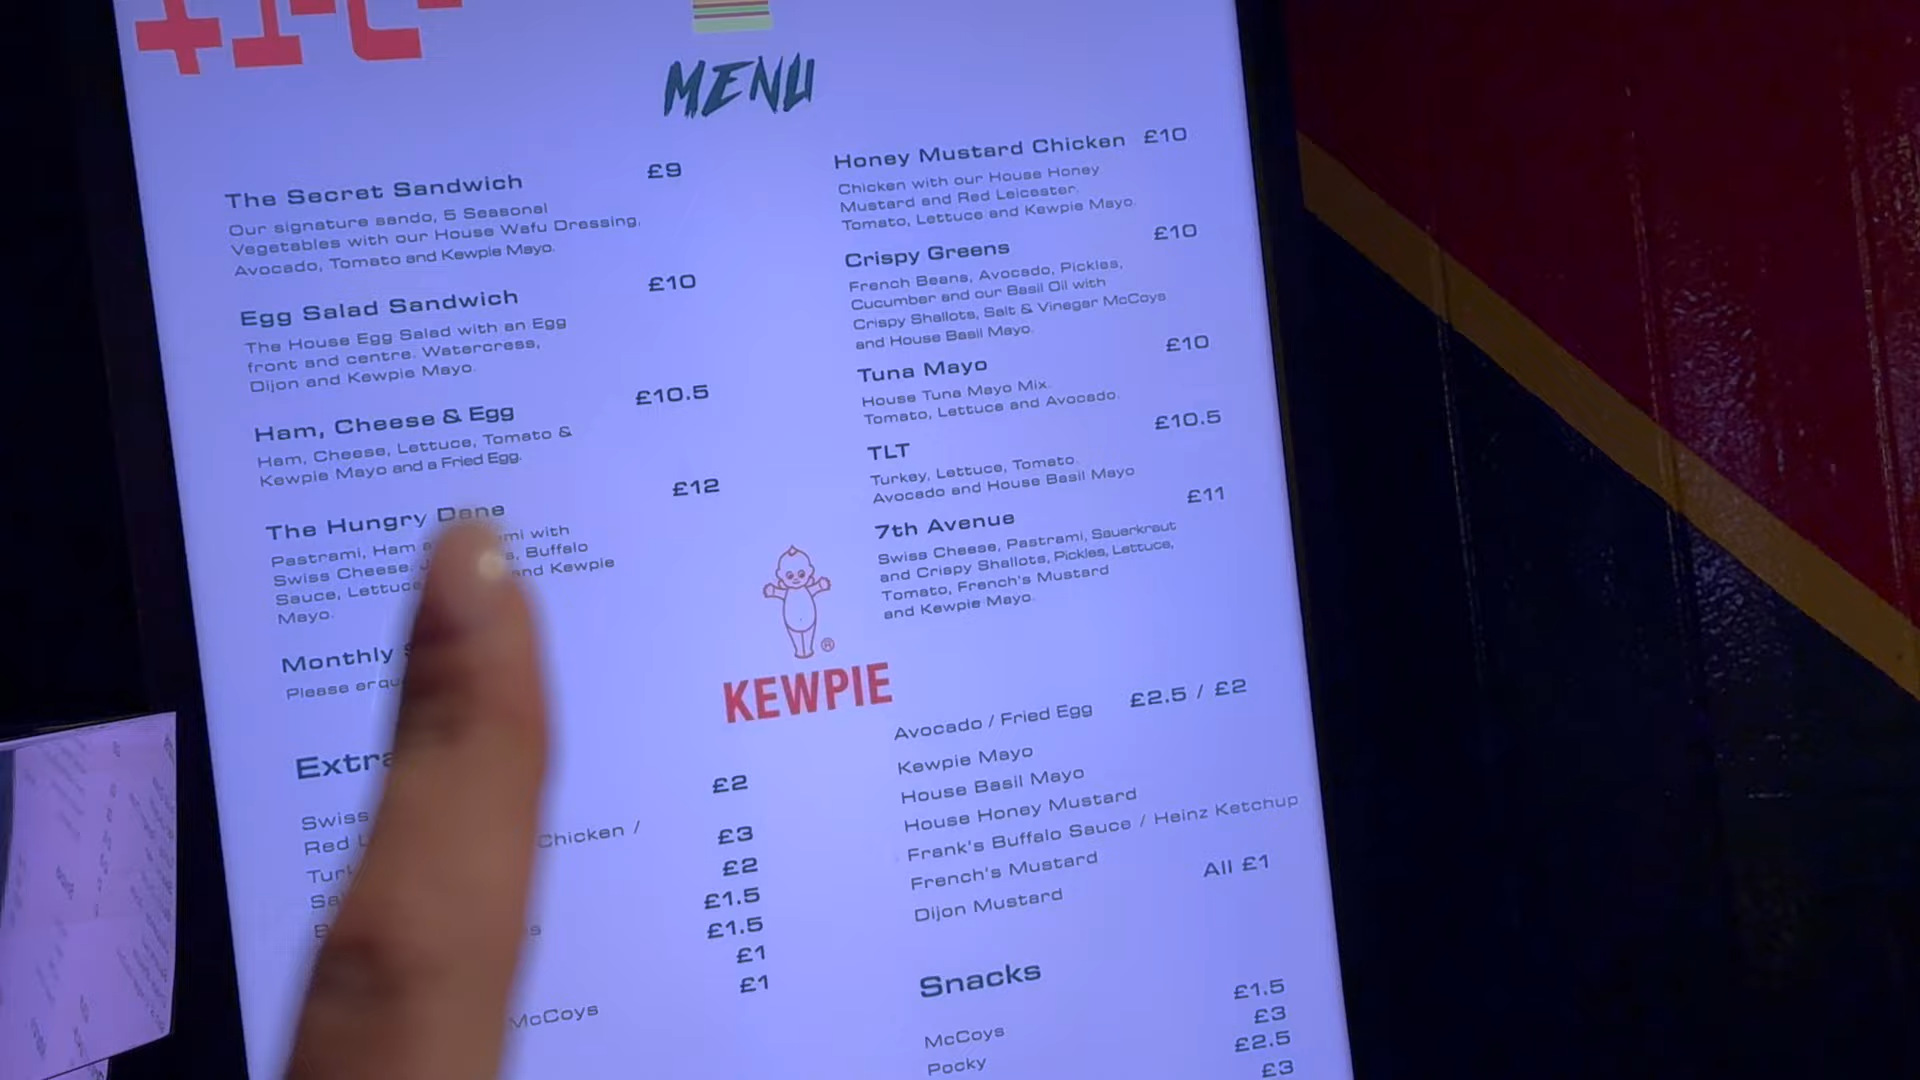 MENU
The Secret Sandwich £9
Our signature sando, 5 Seasonal
Vegetables with our House Wafu Dressing,
Avocado, Tomato and Kewpie Mayo.
Egg Salad Sandwich £10
The House Egg Salad with an Egg
front and centre. Watercress,
Dijon and Kewpie Mayo.
Ham, Cheese & Egg £10.5
Ham, Cheese, Lettuce, Tomato &
Kewpie Mayo and a Fried Egg.
The Hungry Dane £12
Pastrami, Ham with
Swiss Cheese, Buffalo
Sauce, and Kewpie
Mayo.
Monthly
Please
Honey Mustard Chicken £10
Chicken with our House Honey
Mustard and Red Leicester.
Tomato, Lettuce and Kewpie Mayo.
Crispy Greens £10
French Beans, Avocado, Pickles,
Cucumber and our Basil Oil with
Crispy Shallots, Salt & Vinegar McCoys
and House Basil Mayo.
Tuna Mayo £10
House Tuna Mayo Mix.
Tomato, Lettuce and Avocado.
TLT £10.5
Turkey, Lettuce, Tomato.
Avocado and House Basil Mayo
7th Avenue £11
Swiss Cheese, Pastrami, Sauerkraut
and Crispy Shallots, Pickles, Lettuce,
Tomato, French's Mustard
and Kewpie Mayo.
®
KEWPIE
Swiss £2
Red Chicken /
£3
£2
£1.5
£1.5
£1
£1
McCoys
Avocado / Fried Egg £2.5 / £2
Kewpie Mayo
House Basil Mayo
House Honey Mustard
Frank's Buffalo Sauce / Heinz Ketchup
French's Mustard
Dijon Mustard
All £1
Snacks
McCoys £1.5
Pocky £3
£2.5
£3